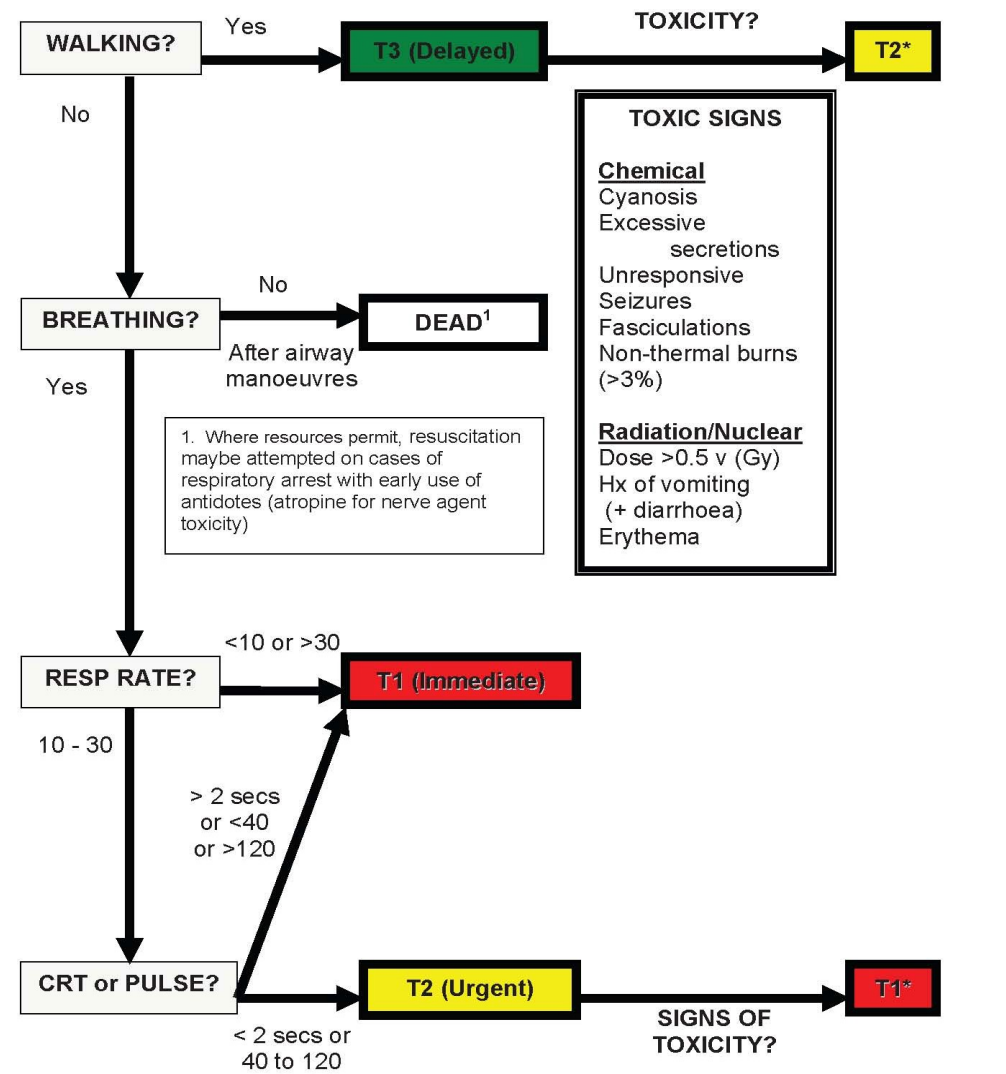 WALKING?
Yes
T3 (Delayed)
TOXICITY?
T2*
No
TOXIC SIGNS
Chemical
Cyanosis
Excessive
secretions
Unresponsive
Seizures
Fasciculations
Non-thermal burns
(>3%)
Radiation/Nuclear
Dose >0.5 v (Gy)
Hx of vomiting
(+ diarrhoea)
Erythema
BREATHING?
No
After airway
manoeuvres
DEAD1
Yes
1. Where resources permit, resuscitation
maybe attempted on cases of
respiratory arrest with early use of
antidotes (atropine for nerve agent
toxicity)
RESP RATE?
<10 or >30
T1 (Immediate)
10 - 30
> 2 secs
or <40
or >120
CRT or PULSE?
< 2 secs or
40 to 120
T2 (Urgent)
SIGNS OF
TOXICITY?
T1*